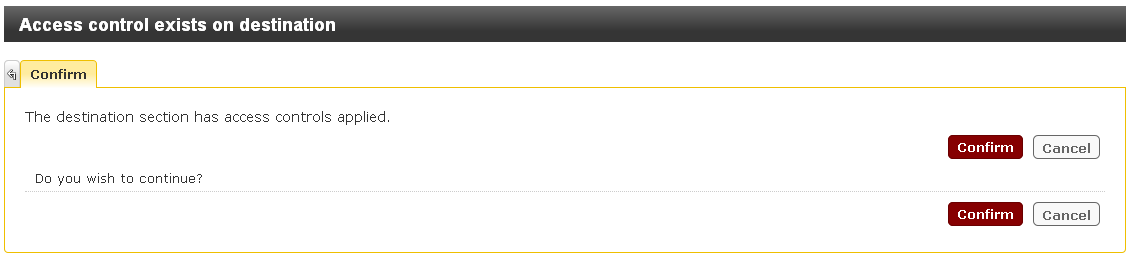 Access control exists on destination
Confirm
The destination section has access controls applied.
Confirm Cancel
Do you wish to continue?
Confirm Cancel